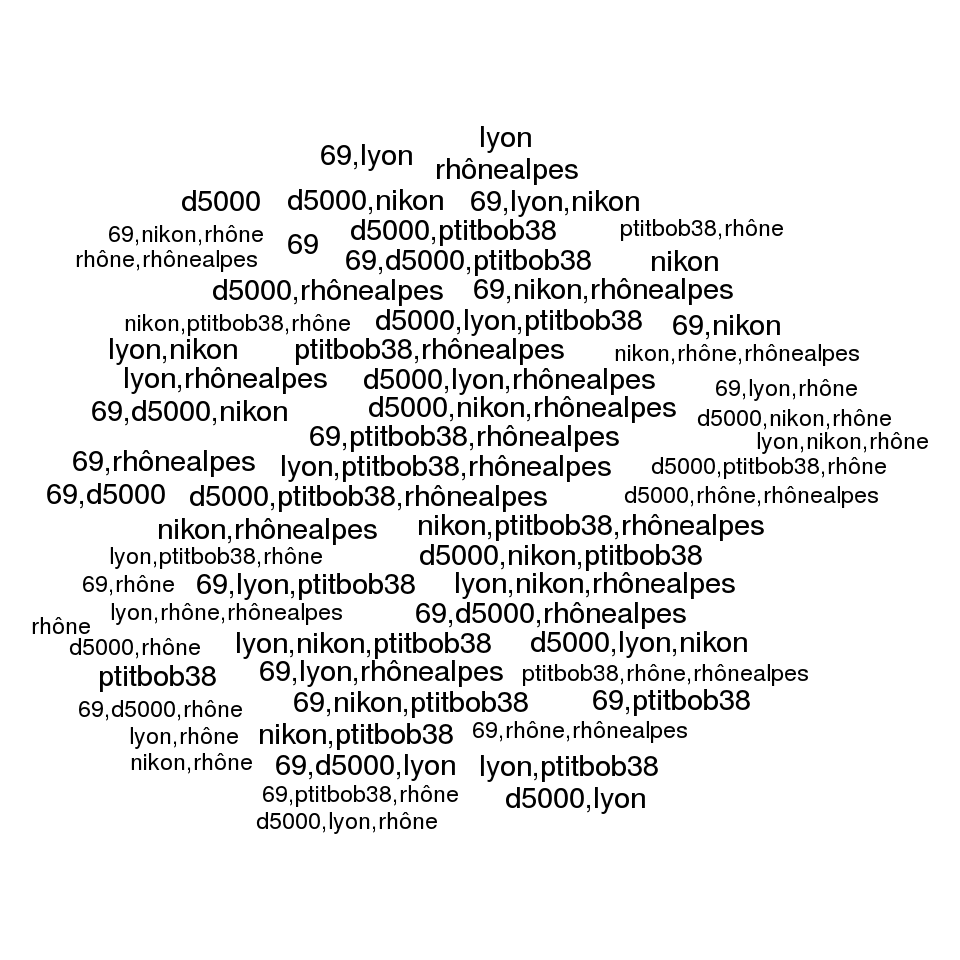 lyon
69,lyon
rhônealpes
d5000 d5000,nikon 69,lyon,nikon
69,nikon,rhône 69 d5000,ptitbob38 ptitbob38,rhône
rhône,rhônealpes 69,d5000,ptitbob38 nikon
d5000,rhônealpes 69,nikon,rhônealpes
nikon,ptitbob38,rhône d5000,lyon,ptitbob38 69,nikon
lyon,nikon ptitbob38,rhônealpes nikon,rhône,rhônealpes
lyon,rhônealpes d5000,lyon,rhônealpes 69,lyon,rhône
69,d5000,nikon d5000,nikon,rhônealpes d5000,nikon,rhône
69,ptitbob38,rhônealpes lyon,nikon,rhône
69,rhônealpes lyon,ptitbob38,rhônealpes d5000,ptitbob38,rhône
69,d5000 d5000,ptitbob38,rhônealpes d5000,rhône,rhônealpes
nikon,rhônealpes nikon,ptitbob38,rhônealpes
lyon,ptitbob38,rhône d5000,nikon,ptitbob38
69,rhône 69,lyon,ptitbob38 lyon,nikon,rhônealpes
lyon,rhône,rhônealpes 69,d5000,rhônealpes
rhône
d5000,rhône lyon,nikon,ptitbob38 d5000,lyon,nikon
ptitbob38 69,lyon,rhônealpes ptitbob38,rhône,rhônealpes
69,d5000,rhône 69,nikon,ptitbob38 69,ptitbob38
lyon,rhône nikon,ptitbob38 69,rhône,rhônealpes
nikon,rhône 69,d5000,lyon lyon,ptitbob38
69,ptitbob38,rhône d5000,lyon
d5000,lyon,rhône